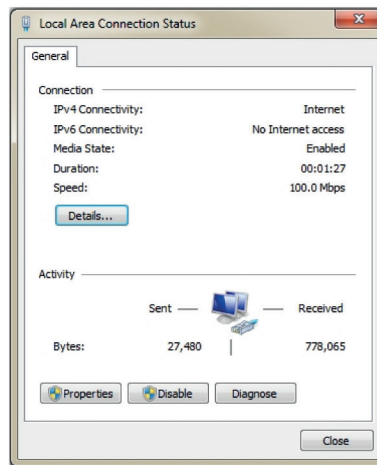 Local Area Connection Status
General
Connection
IPv4 Connectivity: Internet
IPv6 Connectivity: No Internet access
Media State: Enabled
Duration: 00:01:27
Speed: 100.0 Mbps
Details...
Activity
Sent Received
Bytes: 27,480 778,065
Properties Disable Diagnose
Close